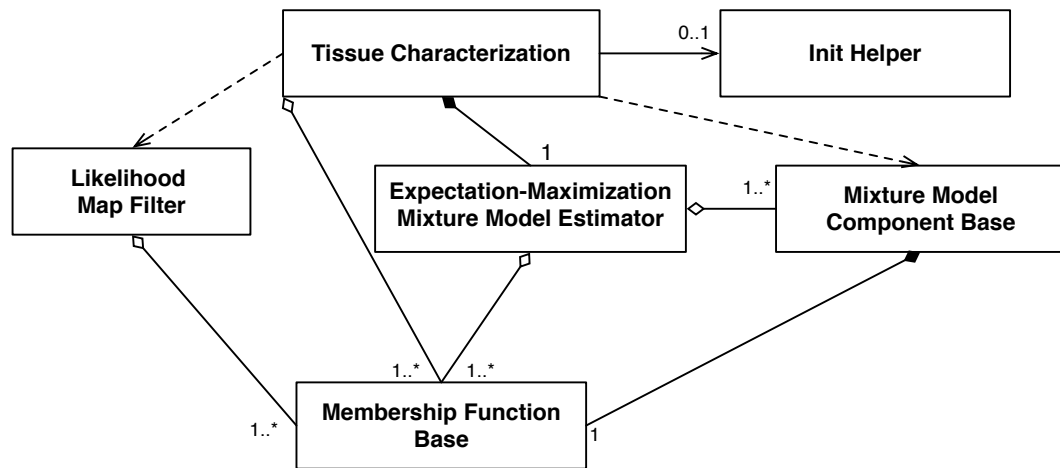 Tissue Characterization
0..1
Init Helper
Likelihood
Map Filter
1
Expectation-Maximization
Mixture Model Estimator
1..*
Mixture Model
Component Base
1..*
1..*
1..*
Membership Function
Base
1